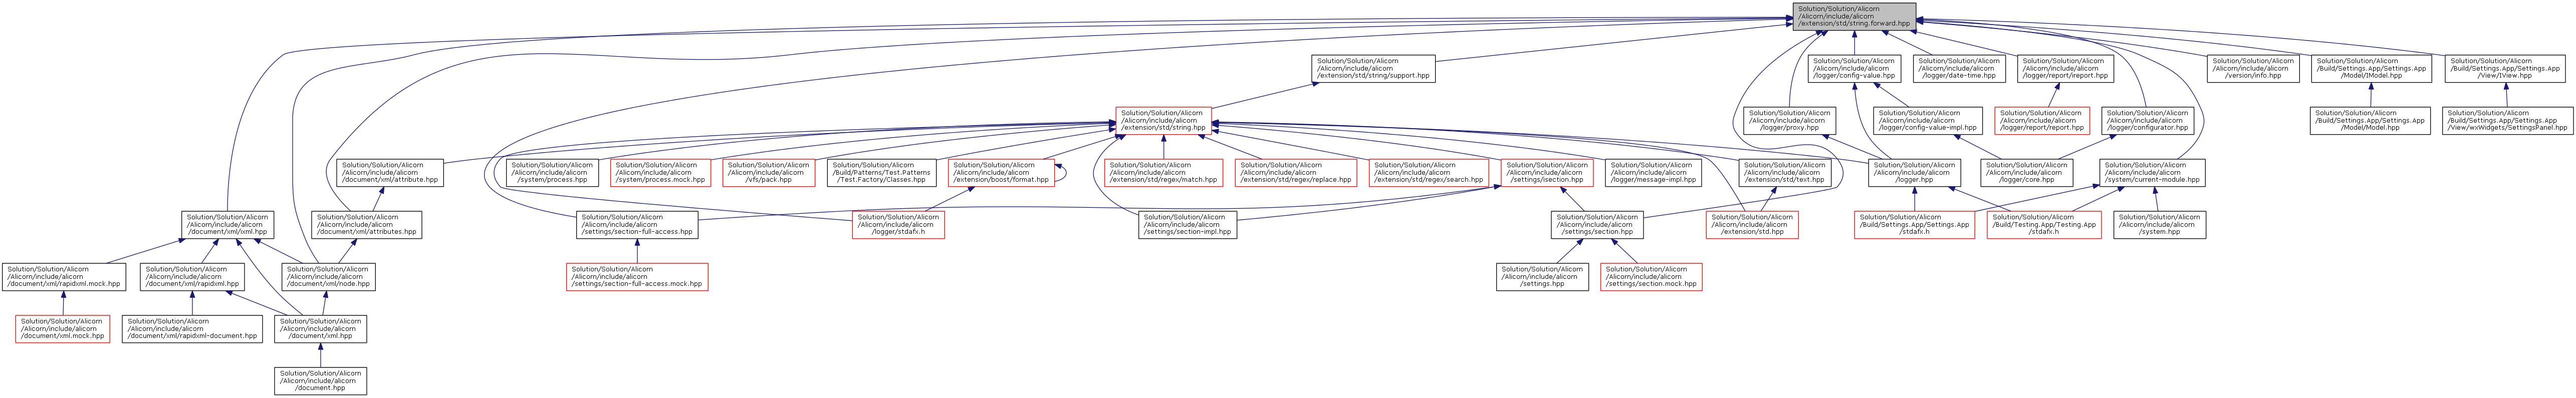 Solution/Solution/Alicorn
/Alicorn/include/alicorn
/extension/std/string.forward.hpp
Solution/Solution/Alicorn
/Alicorn/include/alicorn
/extension/std/string/support.hpp
Solution/Solution/Alicorn
/Alicorn/include/alicorn
/logger/config-value.hpp
Solution/Solution/Alicorn
/Alicorn/include/alicorn
/logger/date-time.hpp
Solution/Solution/Alicorn
/Alicorn/include/alicorn
/logger/report/ireport.hpp
Solution/Solution/Alicorn
/Alicorn/include/alicorn
/version/info.hpp
Solution/Solution/Alicorn
/Build/Settings.App/Settings.App
/Model/IModel.hpp
Solution/Solution/Alicorn
/Build/Settings.App/Settings.App
/View/IView.hpp
Solution/Solution/Alicorn
/Alicorn/include/alicorn
/extension/std/string.hpp
Solution/Solution/Alicorn
/Alicorn/include/alicorn
/logger/proxy.hpp
Solution/Solution/Alicorn
/Alicorn/include/alicorn
/logger/config-value-impl.hpp
Solution/Solution/Alicorn
/Alicorn/include/alicorn
/logger/report/report.hpp
Solution/Solution/Alicorn
/Alicorn/include/alicorn
/logger/configurator.hpp
Solution/Solution/Alicorn
/Build/Settings.App/Settings.App
/Model/Model.hpp
Solution/Solution/Alicorn
/Build/Settings.App/Settings.App
/View/wxWidgets/SettingsPanel.hpp
Solution/Solution/Alicorn
/Alicorn/include/alicorn
/document/xml/attribute.hpp
Solution/Solution/Alicorn
/Alicorn/include/alicorn
/system/process.hpp
Solution/Solution/Alicorn
/Alicorn/include/alicorn
/system/process.mock.hpp
Solution/Solution/Alicorn
/Alicorn/include/alicorn
/vfs/pack.hpp
Solution/Solution/Alicorn
/Build/Patterns/Test.Patterns
/Test.Factory/Classes.hpp
Solution/Solution/Alicorn
/Alicorn/include/alicorn
/extension/boost/format.hpp
Solution/Solution/Alicorn
/Alicorn/include/alicorn
/extension/std/regex/match.hpp
Solution/Solution/Alicorn
/Alicorn/include/alicorn
/extension/std/regex/replace.hpp
Solution/Solution/Alicorn
/Alicorn/include/alicorn
/extension/std/regex/search.hpp
Solution/Solution/Alicorn
/Alicorn/include/alicorn
/settings/isection.hpp
Solution/Solution/Alicorn
/Alicorn/include/alicorn
/logger/message-impl.hpp
Solution/Solution/Alicorn
/Alicorn/include/alicorn
/extension/std/text.hpp
Solution/Solution/Alicorn
/Alicorn/include/alicorn
/logger.hpp
Solution/Solution/Alicorn
/Alicorn/include/alicorn
/logger/core.hpp
Solution/Solution/Alicorn
/Alicorn/include/alicorn
/system/current-module.hpp
Solution/Solution/Alicorn
/Alicorn/include/alicorn
/document/xml/ixml.hpp
Solution/Solution/Alicorn
/Alicorn/include/alicorn
/document/xml/attributes.hpp
Solution/Solution/Alicorn
/Alicorn/include/alicorn
/settings/section-full-access.hpp
Solution/Solution/Alicorn
/Alicorn/include/alicorn
/logger/stdafx.h
Solution/Solution/Alicorn
/Alicorn/include/alicorn
/settings/section-impl.hpp
Solution/Solution/Alicorn
/Alicorn/include/alicorn
/settings/section.hpp
Solution/Solution/Alicorn
/Alicorn/include/alicorn
/extension/std.hpp
Solution/Solution/Alicorn
/Build/Settings.App/Settings.App
/stdafx.h
Solution/Solution/Alicorn
/Build/Testing.App/Testing.App
/stdafx.h
Solution/Solution/Alicorn
/Alicorn/include/alicorn
/system.hpp
Solution/Solution/Alicorn
/Alicorn/include/alicorn
/document/xml/rapidxml.mock.hpp
Solution/Solution/Alicorn
/Alicorn/include/alicorn
/document/xml/rapidxml.hpp
Solution/Solution/Alicorn
/Alicorn/include/alicorn
/document/xml/node.hpp
Solution/Solution/Alicorn
/Alicorn/include/alicorn
/settings/section-full-access.mock.hpp
Solution/Solution/Alicorn
/Alicorn/include/alicorn
/settings.hpp
Solution/Solution/Alicorn
/Alicorn/include/alicorn
/settings/section.mock.hpp
Solution/Solution/Alicorn
/Alicorn/include/alicorn
/document/xml.mock.hpp
Solution/Solution/Alicorn
/Alicorn/include/alicorn
/document/xml/rapidxml-document.hpp
Solution/Solution/Alicorn
/Alicorn/include/alicorn
/document/xml.hpp
Solution/Solution/Alicorn
/Alicorn/include/alicorn
/document.hpp